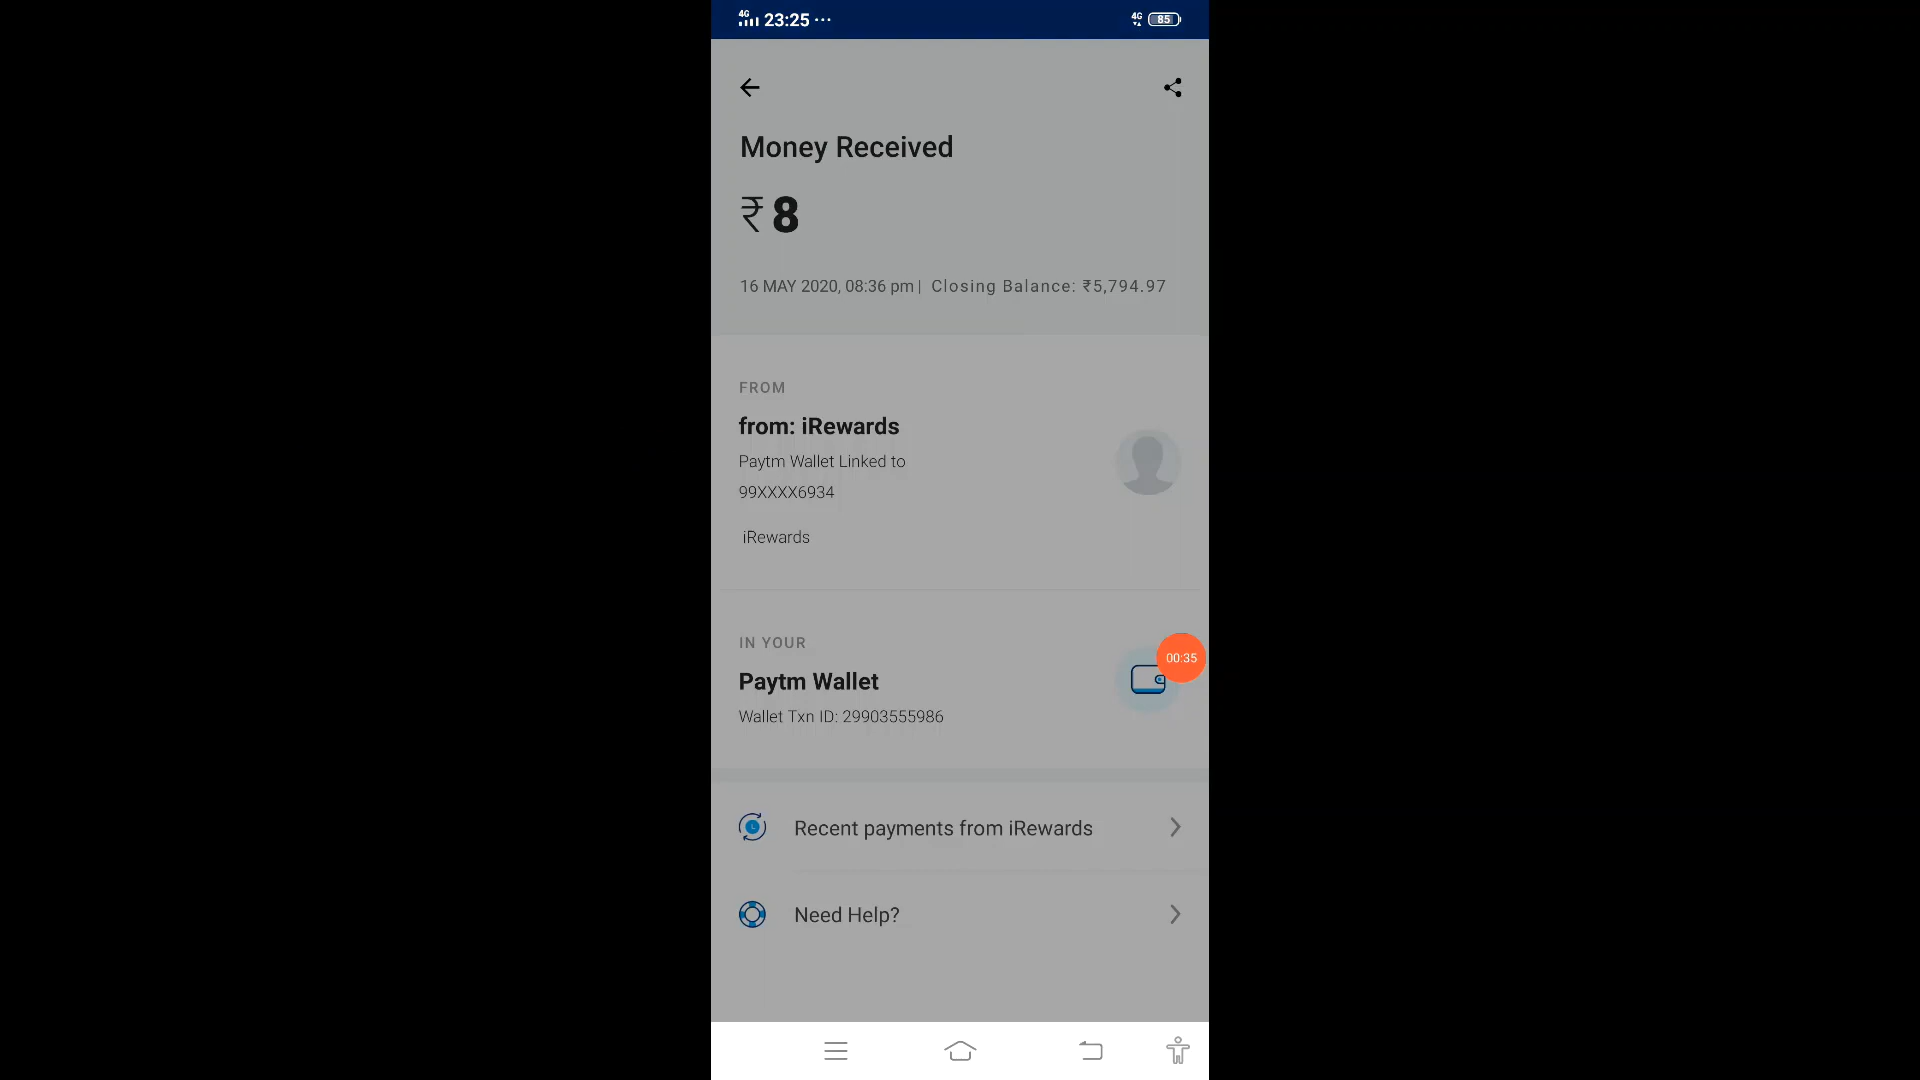 4G 23:25 ... 4G 85
Money Received
₹8
16 MAY 2020, 08:36 pm | Closing Balance: ₹5,794.97
FROM
from: iRewards
Paytm Wallet Linked to
99XXXX6934
iRewards
IN YOUR
00:35
Paytm Wallet
Wallet Txn ID: 29903555986
Recent payments from iRewards
Need Help?